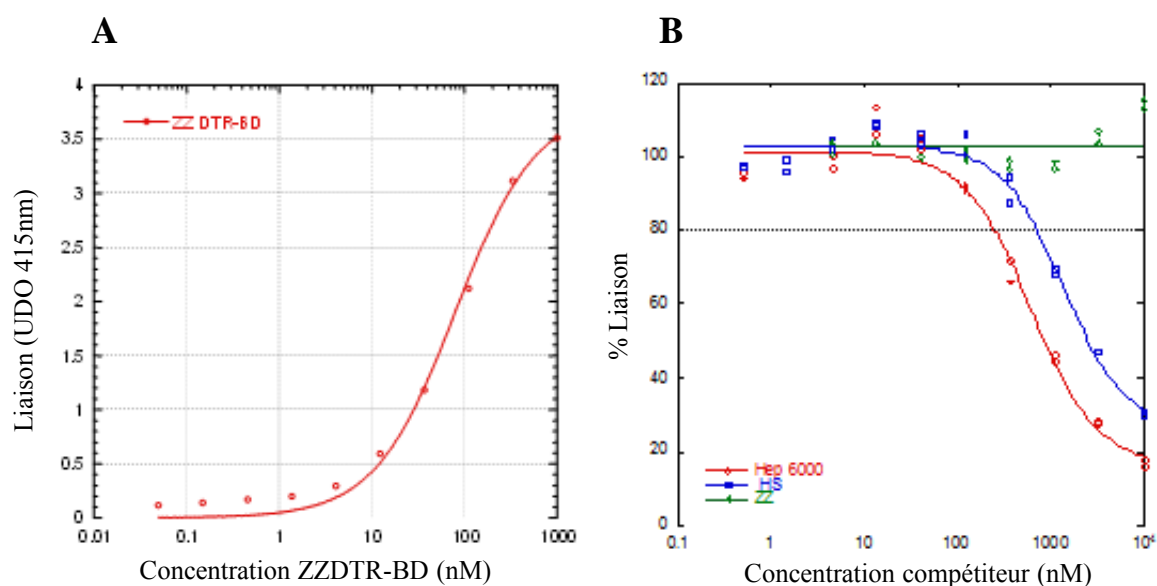 A
B
4
3.5
3
2.5
2
1.5
1
0.5
0
0.01
0.1
1
10
100
1000
ZZ DTR-BD
Liaison (UDO 415nm)
Concentration ZZDTR-BD (nM)
120
100
80
60
40
20
0
0.1
1
10
100
1000
10⁴
Hep 6000
HS
ZZ
% Liaison
Concentration compétiteur (nM)